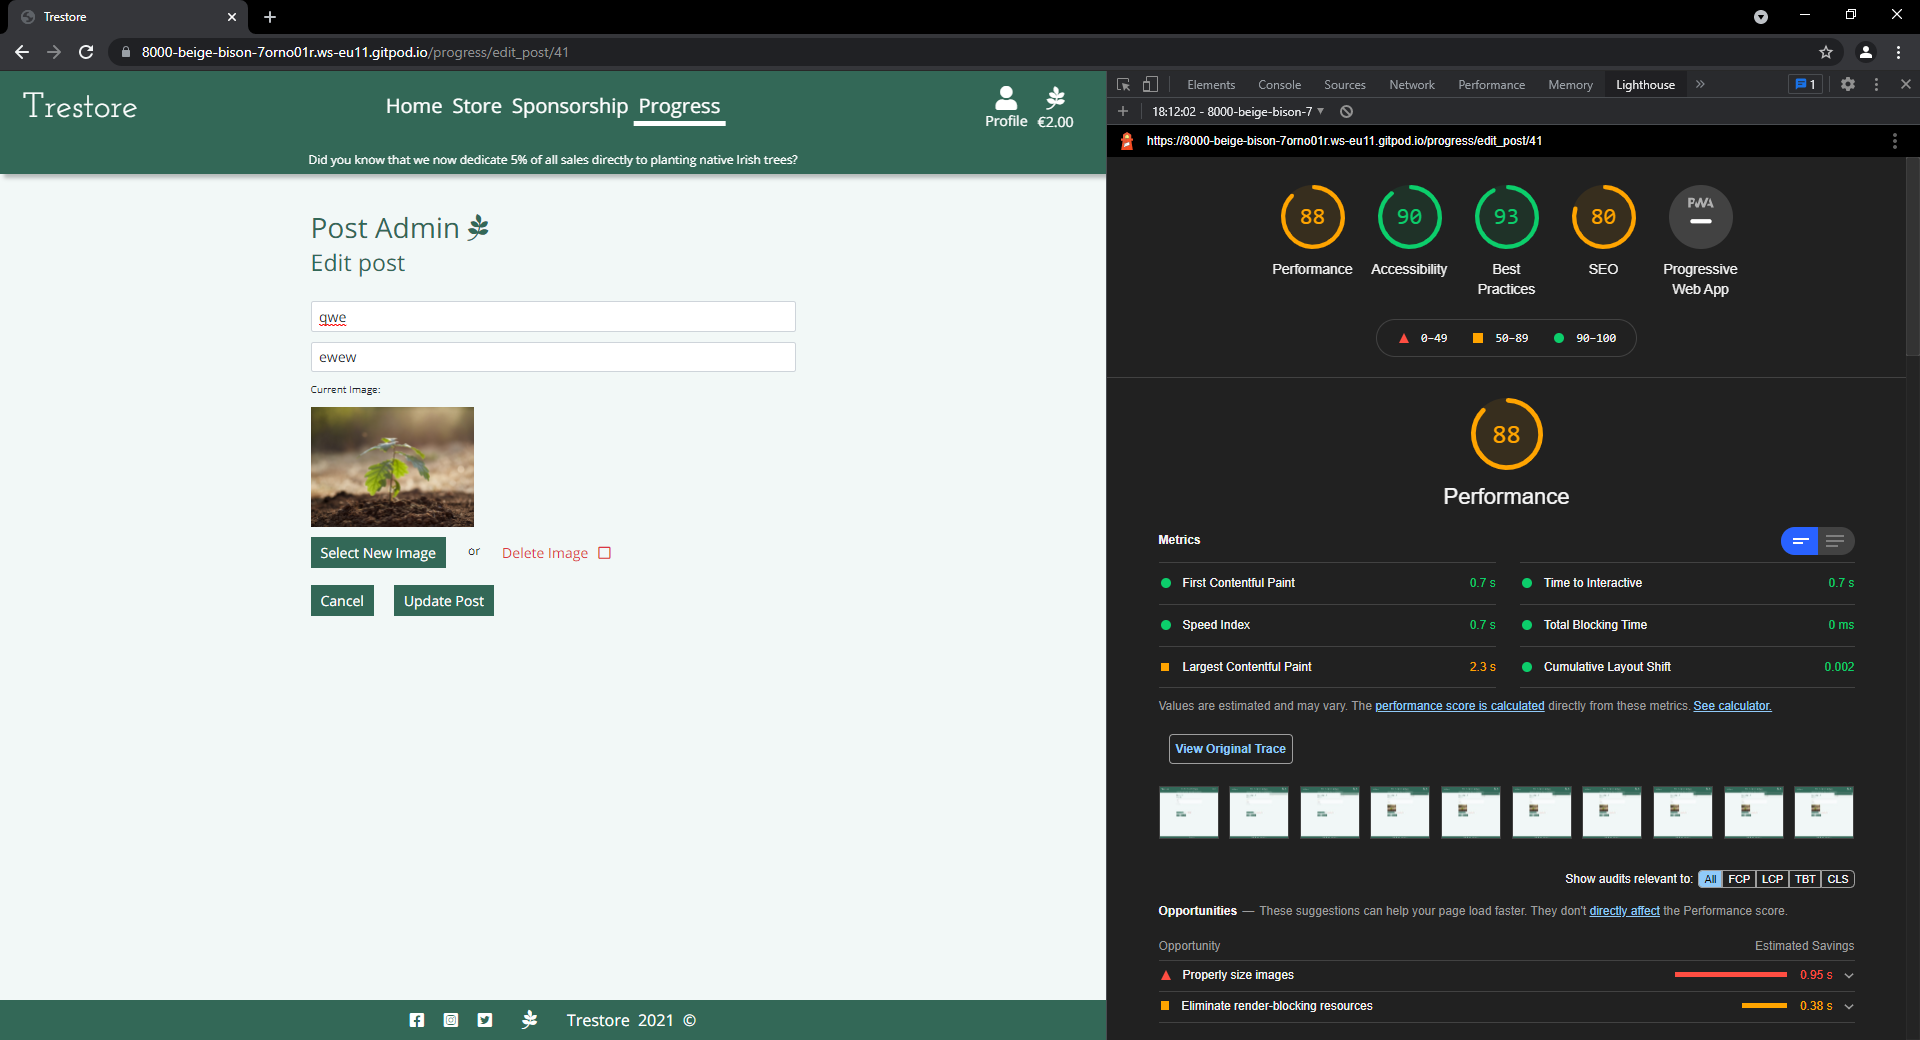 Trestore
8000-beige-bison-7orno01r.ws-eu11.gitpod.io/progress/edit_post/41
Trestore
Home Store Sponsorship Progress
Profile €2.00
Did you know that we now dedicate 5% of all sales directly to planting native Irish trees?
Post Admin
Edit post
qwe
ewew
Current Image:
Select New Image or Delete Image
Cancel Update Post
Trestore 2021 ©
Elements Console Sources Network Performance Memory Lighthouse » 1
18:12:02 - 8000-beige-bison-7
https://8000-beige-bison-7orno01r.ws-eu11.gitpod.io/progress/edit_post/41
88 90 93 80 PWA
Performance Accessibility Best Practices SEO Progressive Web App
0–49 50–89 90–100
88
Performance
Metrics
First Contentful Paint 0.7 s Time to Interactive 0.7 s
Speed Index 0.7 s Total Blocking Time 0 ms
Largest Contentful Paint 2.3 s Cumulative Layout Shift 0.002
Values are estimated and may vary. The performance score is calculated directly from these metrics. See calculator.
View Original Trace
Show audits relevant to: All FCP LCP TBT CLS
Opportunities — These suggestions can help your page load faster. They don't directly affect the Performance score.
Opportunity Estimated Savings
Properly size images 0.95 s
Eliminate render-blocking resources 0.38 s